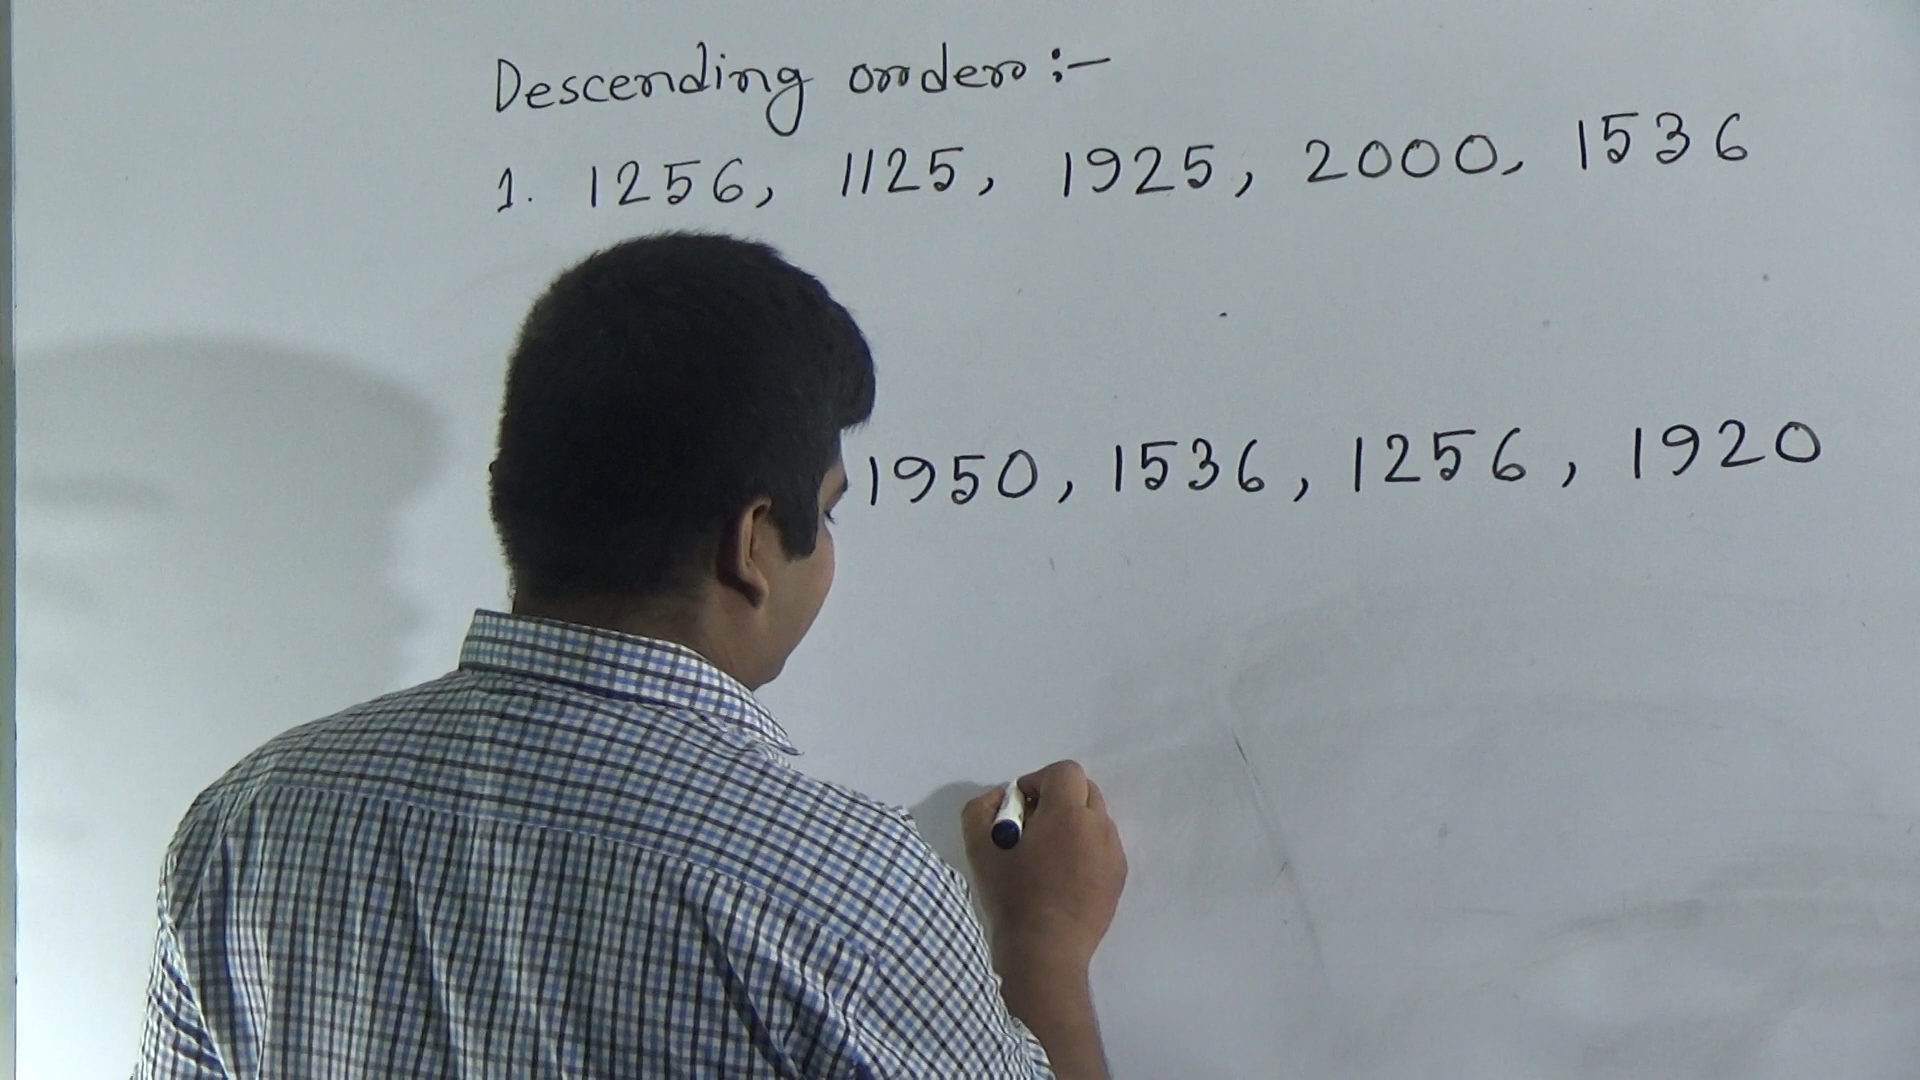 Descending order :-
1. 1256, 1125, 1925, 2000, 1536
1950, 1536, 1256, 1920